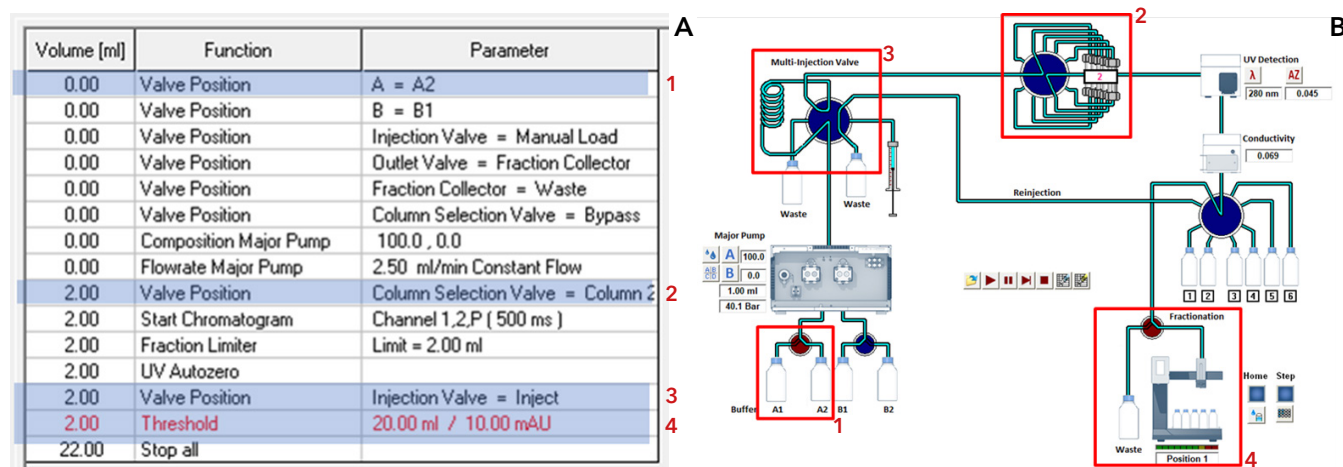 Volume [ml] Function Parameter
0.00 Valve Position A = A2 1
0.00 Valve Position B = B1
0.00 Valve Position Injection Valve = Manual Load
0.00 Valve Position Outlet Valve = Fraction Collector
0.00 Valve Position Fraction Collector = Waste
0.00 Valve Position Column Selection Valve = Bypass
0.00 Composition Major Pump 100.0 , 0.0
0.00 Flowrate Major Pump 2.50 ml/min Constant Flow
2.00 Valve Position Column Selection Valve = Column 2 2
2.00 Start Chromatogram Channel 1,2,P ( 500 ms )
2.00 Fraction Limiter Limit = 2.00 ml
2.00 UV Autozero
2.00 Valve Position Injection Valve = Inject 3
2.00 Threshold 20.00 ml / 10.00 mAU 4
22.00 Stop all
A
B
2
3
Multi-Injection Valve
2
UV Detection
λ AZ
280 nm 0.045
Conductivity
0.069
Waste
Waste
Reinjection
Major Pump
A 100.0
B 0.0
1.00 ml
40.1 Bar
1 2 3 4 5 6
Fractionation
Home Step
Buffer A1 A2 B1 B2
1
Waste
Position 1
4